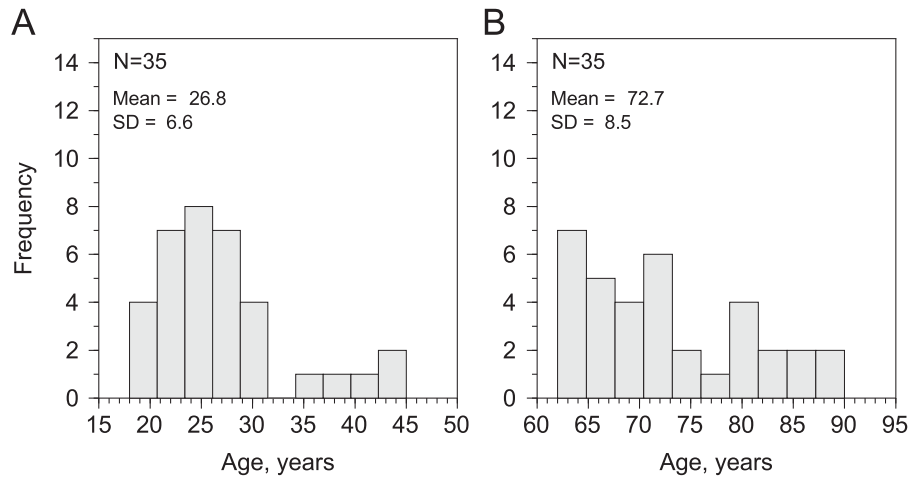 A
N=35
Mean = 26.8
SD = 6.6
Frequency
14
12
10
8
6
4
2
0
15 20 25 30 35 40 45 50
Age, years
B
N=35
Mean = 72.7
SD = 8.5
14
12
10
8
6
4
2
0
60 65 70 75 80 85 90 95
Age, years